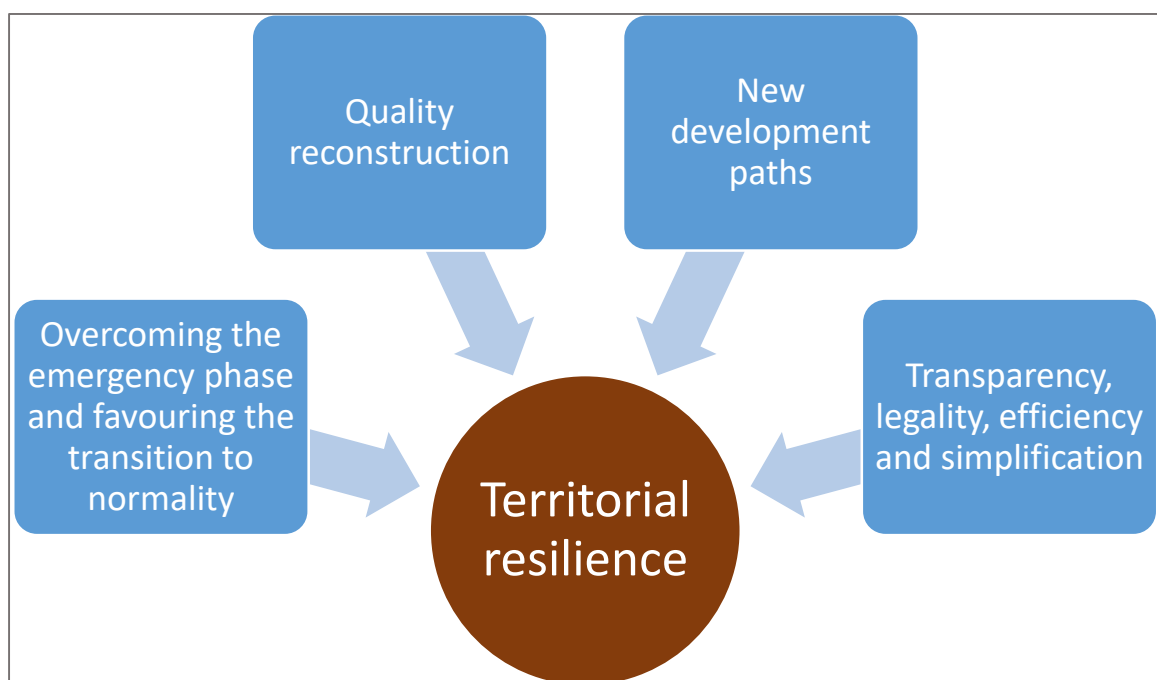 Quality
reconstruction
New
development
paths
Overcoming the
emergency phase
and favouring the
transition to
normality
Transparency,
legality, efficiency
and simplification
Territorial
resilience